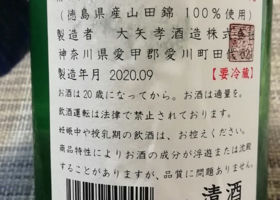 (徳島県産山田錦 100%使用)
製造者 大矢孝酒造株式会
神奈川県愛甲郡愛川町田
製造年月 2020.09 【要冷蔵】
お酒は20歳になってから。お酒は適量を。
飲酒運転は法律で禁止されております。
妊娠中や授乳期の飲酒は、お控えください。
商品特性によりお酒の成分が浮遊または沈殿
することがありますが、品質に問題ありません。
清酒